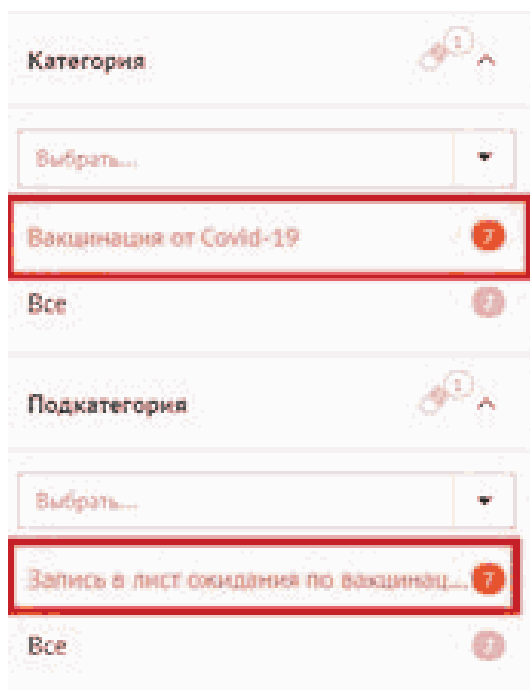 Категория 1
Выбрать...
Вакцинация от Covid-19 7
Все 7
Подкатегория 1
Выбрать...
Запись в лист ожидания по вакцинац... 7
Все 7